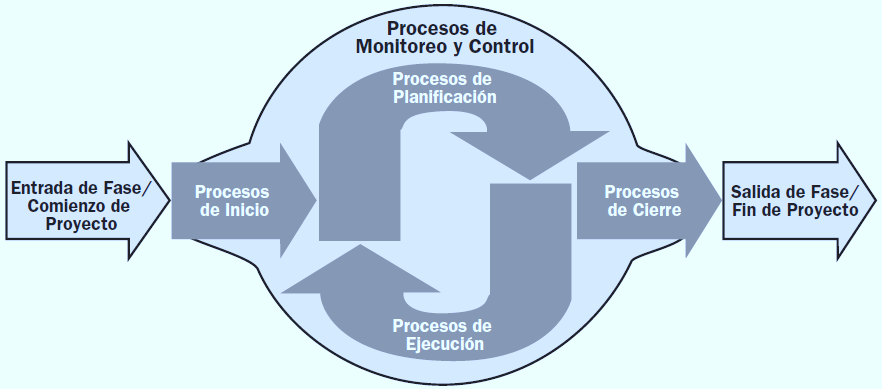 Procesos de
Monitoreo y Control
Procesos de
Planificación
Entrada de Fase/
Comienzo de
Proyecto
Procesos
de Inicio
Procesos
de Cierre
Salida de Fase/
Fin de Proyecto
Procesos de
Ejecución